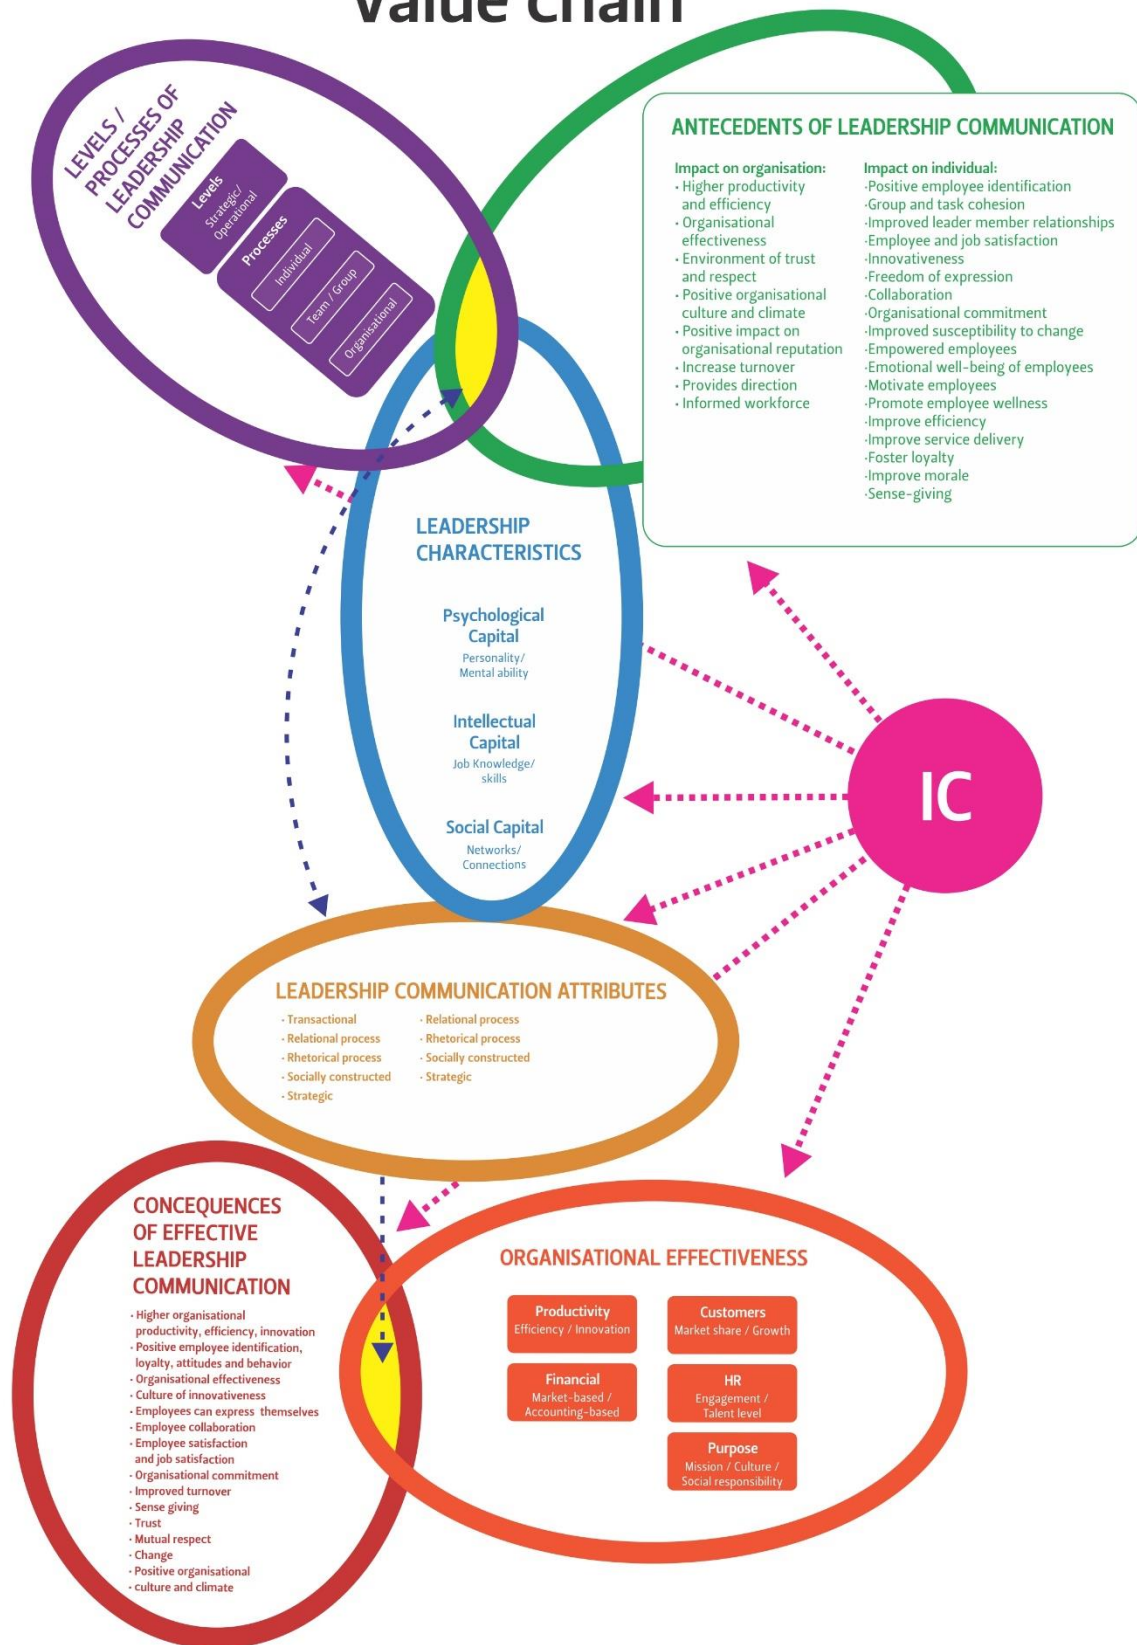 Value Chain
LEVELS /
PROCESSES OF
LEADERSHIP
COMMUNICATION
Levels
Strategic/
Operational
Processes
Individual
Team / Group
Organisational
ANTECEDENTS OF LEADERSHIP COMMUNICATION
Impact on organisation:
· Higher productivity
and efficiency
· Organisational
effectiveness
· Environment of trust
and respect
· Positive organisational
culture and climate
· Positive impact on
organisational reputation
· Increase turnover
· Provides direction
· Informed workforce
Impact on individual:
·Positive employee identification
·Group and task cohesion
·Improved leader member relationships
·Employee and job satisfaction
·Innovativeness
·Freedom of expression
·Collaboration
·Organisational commitment
·Improved susceptibility to change
·Empowered employees
·Emotional well-being of employees
·Motivate employees
·Promote employee wellness
·Improve efficiency
·Improve service delivery
·Foster loyalty
·Improve morale
·Sense-giving
LEADERSHIP
CHARACTERISTICS
Psychological
Capital
Personality/
Mental ability
Intellectual
Capital
Job Knowledge/
skills
Social Capital
Networks/
Connections
IC
LEADERSHIP COMMUNICATION ATTRIBUTES
· Transactional
· Relational process
· Rhetorical process
· Socially constructed
· Strategic
· Relational process
· Rhetorical process
· Socially constructed
· Strategic
CONCEQUENCES
OF EFFECTIVE
LEADERSHIP
COMMUNICATION
· Higher organisational
productivity, efficiency, innovation
· Positive employee identification,
loyalty, attitudes and behavior
· Organisational effectiveness
· Culture of innovativeness
· Employees can express themselves
· Employee collaboration
· Employee satisfaction
and job satisfaction
· Organisational commitment
· Improved turnover
· Sense giving
· Trust
· Mutual respect
· Change
· Positive organisational
· culture and climate
ORGANISATIONAL EFFECTIVENESS
Productivity
Efficiency / Innovation
Customers
Market share / Growth
Financial
Market-based /
Accounting-based
HR
Engagement /
Talent level
Purpose
Mission / Culture /
Social responsibility